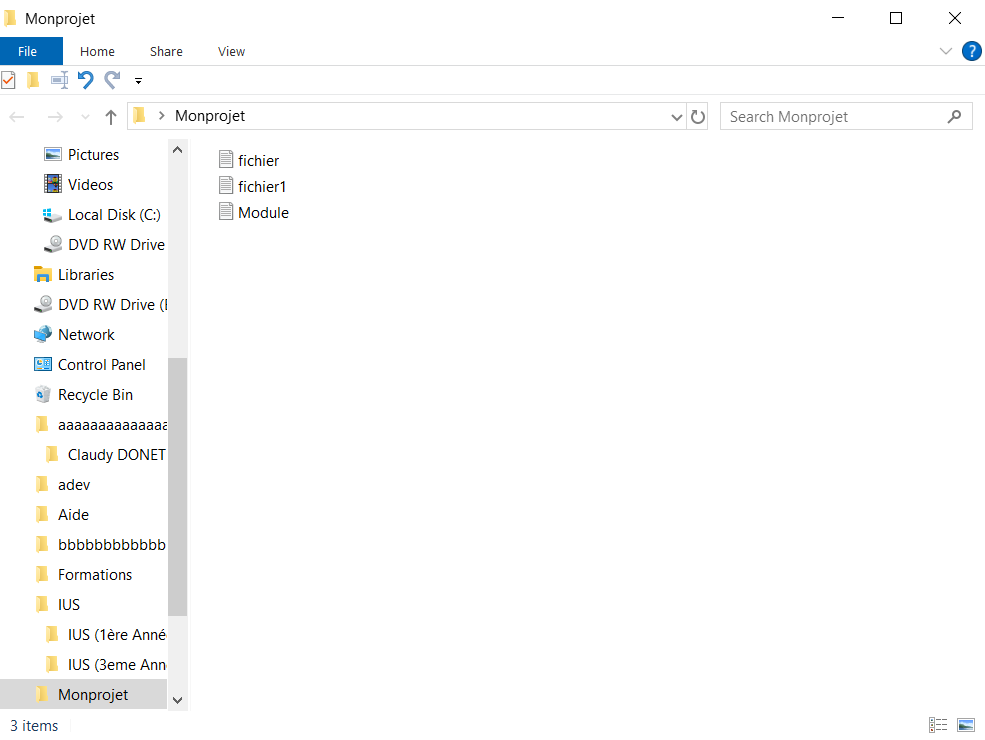 Monprojet
File Home Share View
?
Monprojet
Search Monprojet
Pictures
Videos
Local Disk (C:)
DVD RW Drive
Libraries
DVD RW Drive (
Network
Control Panel
Recycle Bin
aaaaaaaaaaaaaa
Claudy DONET
adev
Aide
bbbbbbbbbbbb
Formations
IUS
IUS (1ère Anné
IUS (3eme Ann
Monprojet
fichier
fichier1
Module
3 items